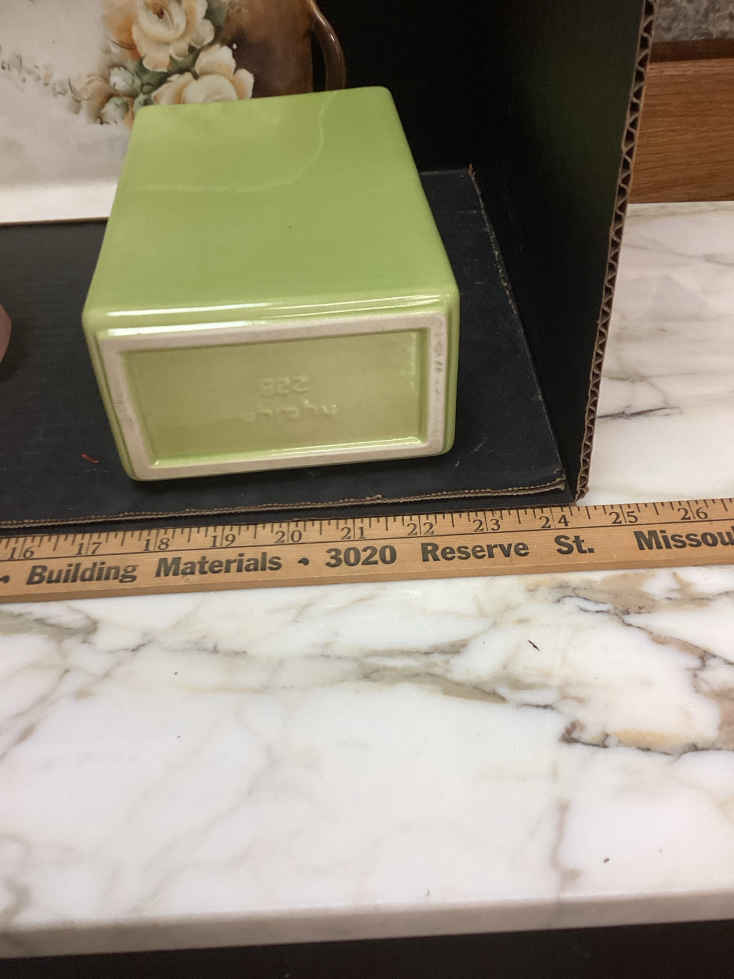 16 17 18 19 20 21 22 23 24 25 26
• Building Materials • 3020 Reserve St. Missou